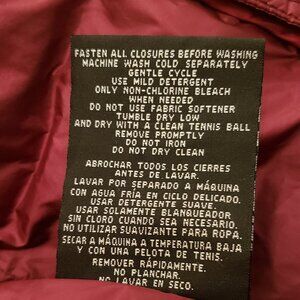 FASTEN ALL CLOSURES BEFORE WASHING
MACHINE WASH COLD SEPARATELY
GENTLE CYCLE
USE MILD DETERGENT
ONLY NON-CHLORINE BLEACH
WHEN NEEDED
DO NOT USE FABRIC SOFTENER
TUMBLE DRY LOW
AND DRY WITH A CLEAN TENNIS BALL
REMOVE PROMPTLY
DO NOT IRON
DO NOT DRY CLEAN
ABROCHAR TODOS LOS CIERRES
ANTES DE LAVAR.
LAVAR POR SEPARADO A MÁQUINA
CON AGUA FRÍA EN CICLO DELICADO.
USAR DETERGENTE SUAVE.
USAR SOLAMENTE BLANQUEADOR
SIN CLORO CUANDO SEA NECESARIO.
NO UTILIZAR SUAVIZANTE PARA ROPA.
SECAR A MÁQUINA A TEMPERATURA BAJA
Y CON UNA PELOTA DE TENIS.
REMOVER RÁPIDAMENTE.
NO PLANCHAR.
NO LAVAR EN SECO.